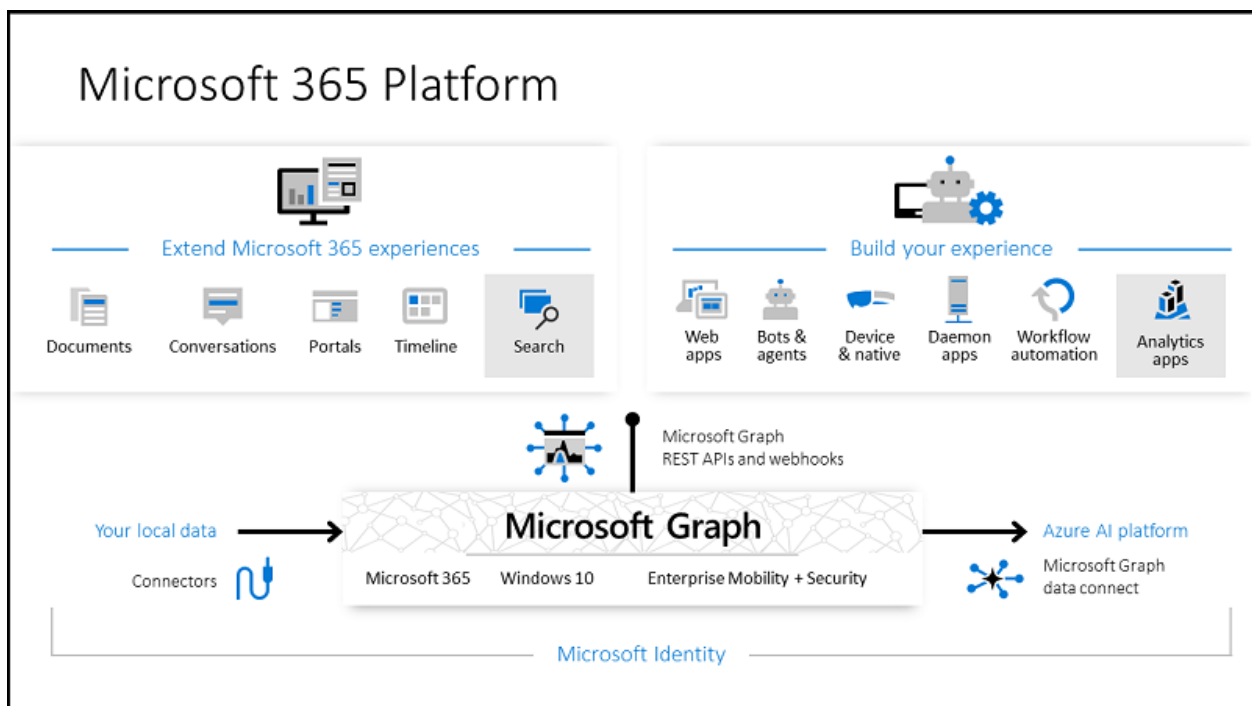 Microsoft 365 Platform
Extend Microsoft 365 experiences
Documents
Conversations
Portals
Timeline
Search
Build your experience
Web
apps
Bots &
agents
Device
& native
Daemon
apps
Workflow
automation
Analytics
apps
Microsoft Graph
REST APIs and webhooks
Your local data
Connectors
Microsoft Graph
Microsoft 365
Windows 10
Enterprise Mobility + Security
Azure AI platform
Microsoft Graph
data connect
Microsoft Identity